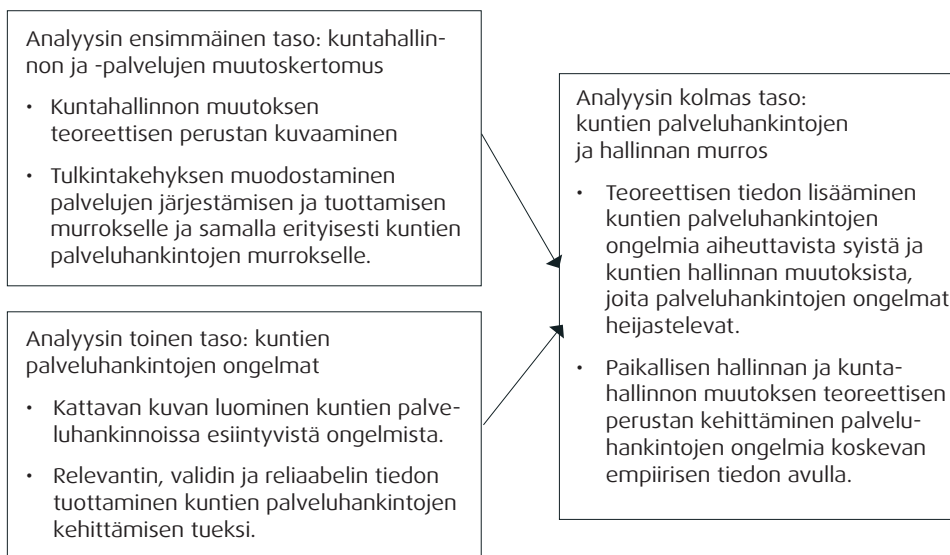 Analyysin ensimmäinen taso: kuntahallin-
non ja -palvelujen muutoskertomus
• Kuntahallinnon muutoksen
teoreettisen perustan kuvaaminen
• Tulkintakehyksen muodostaminen
palvelujen järjestämisen ja tuottamisen
murrokselle ja samalla erityisesti kuntien
palveluhankintojen murrokselle.
Analyysin toinen taso: kuntien
palveluhankintojen ongelmat
• Kattavan kuvan luominen kuntien palve-
luhankinnoissa esiintyvistä ongelmista.
• Relevantin, validin ja reliaabelin tiedon
tuottaminen kuntien palveluhankintojen
kehittämisen tueksi.
Analyysin kolmas taso:
kuntien palveluhankintojen
ja hallinnan murros
• Teoreettisen tiedon lisääminen
kuntien palveluhankintojen
ongelmia aiheuttavista syistä ja
kuntien hallinnan muutoksista,
joita palveluhankintojen ongelmat
heijastelevat.
• Paikallisen hallinnan ja kunta-
hallinnon muutoksen teoreettisen
perustan kehittäminen palvelu-
hankintojen ongelmia koskevan
empiirisen tiedon avulla.